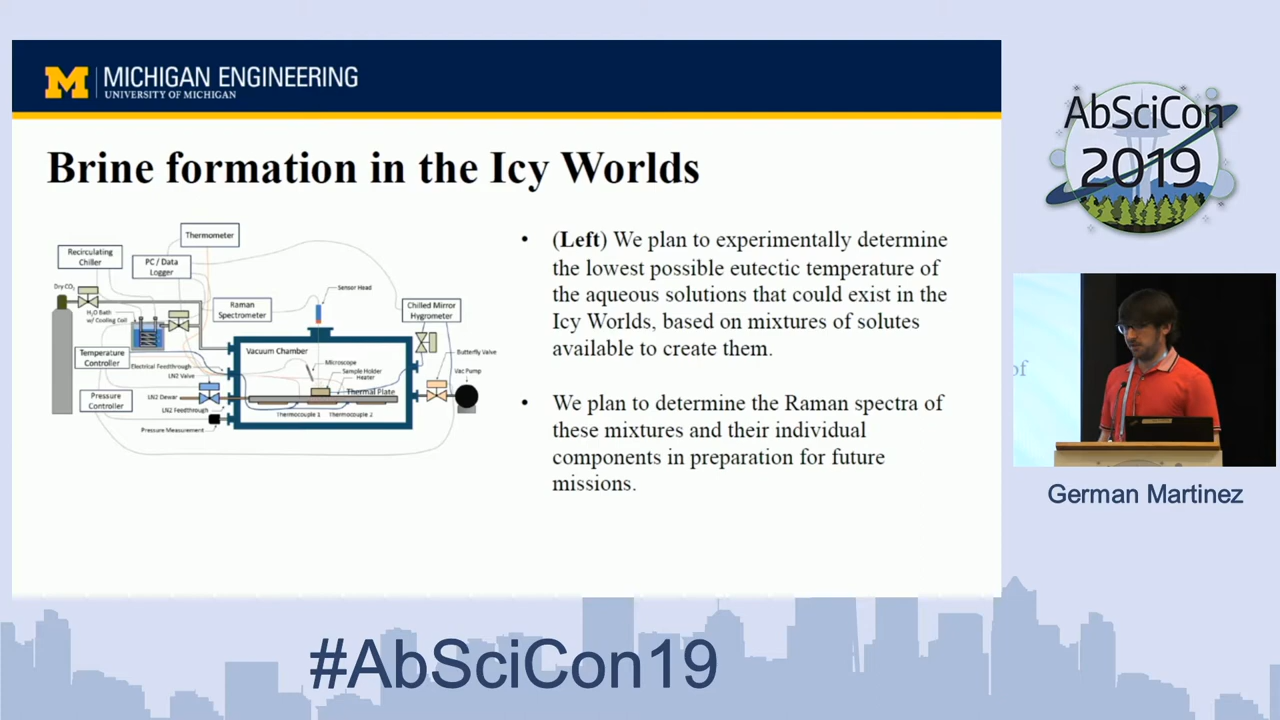 MICHIGAN ENGINEERING
UNIVERSITY OF MICHIGAN
Brine formation in the Icy Worlds
Thermometer
Recirculating
Chiller
PC / Data
Logger
Dry CO₂
H₂O Bath
w/ Cooling Coil
Raman
Spectrometer
Sensor Head
Chilled Mirror
Hygrometer
Temperature
Controller
Vacuum Chamber
Butterfly Valve
Electrical Feedthrough
Microscope
Sample Holder
Heater
Vac Pump
LN2 Valve
Thermal Plate
Pressure
Controller
LN2 Dewar
LN2 Feedthrough
Thermocouple 1
Thermocouple 2
Pressure Measurement
• (Left) We plan to experimentally determine
the lowest possible eutectic temperature of
the aqueous solutions that could exist in the
Icy Worlds, based on mixtures of solutes
available to create them.
• We plan to determine the Raman spectra of
these mixtures and their individual
components in preparation for future
missions.
AbSciCon
2019
of
German Martinez
#AbSciCon19